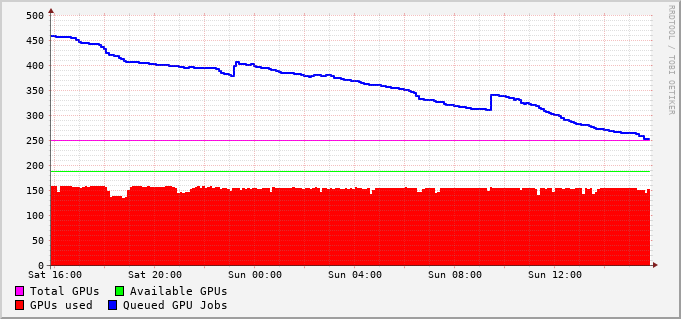 RRDTOOL / TOBI OETIKER
500
450
400
350
300
250
200
150
100
50
0
Sat 16:00 Sat 20:00 Sun 00:00 Sun 04:00 Sun 08:00 Sun 12:00
Total GPUs Available GPUs
GPUs used Queued GPU Jobs